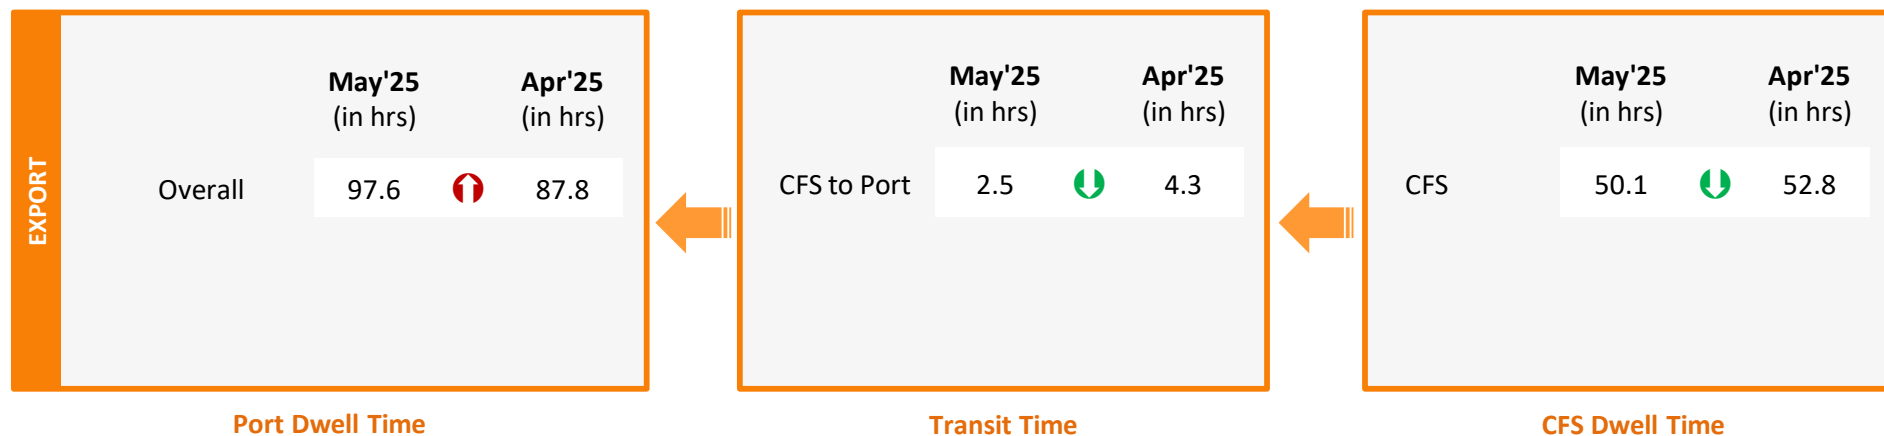 EXPORT
May'25 Apr'25
(in hrs) (in hrs)
Overall 97.6 87.8
Port Dwell Time
May'25 Apr'25
(in hrs) (in hrs)
CFS to Port 2.5 4.3
Transit Time
May'25 Apr'25
(in hrs) (in hrs)
CFS 50.1 52.8
CFS Dwell Time